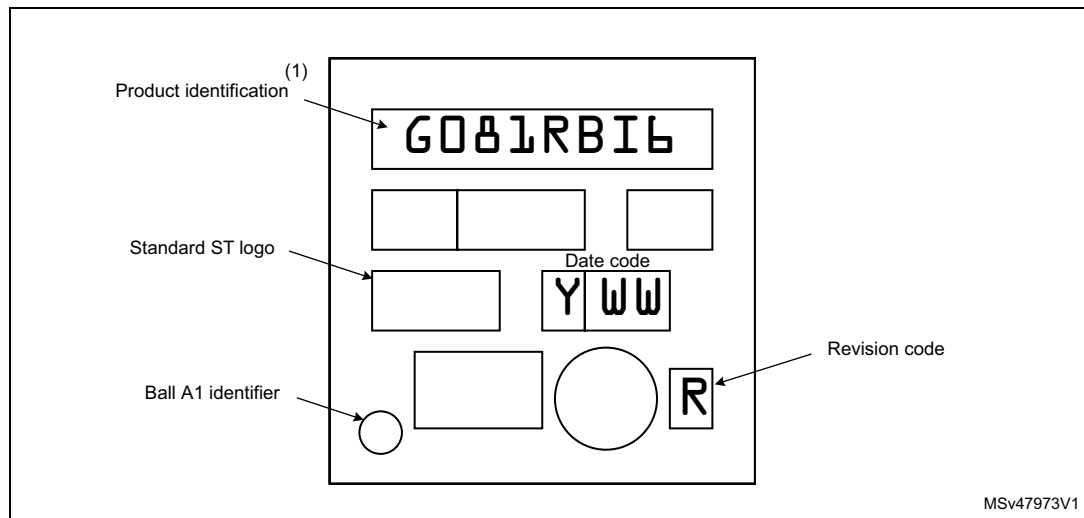 (1)
Product identification
G081RBI6
Standard ST logo
Date code
Y WW
Revision code
Ball A1 identifier
R
MSv47973V1